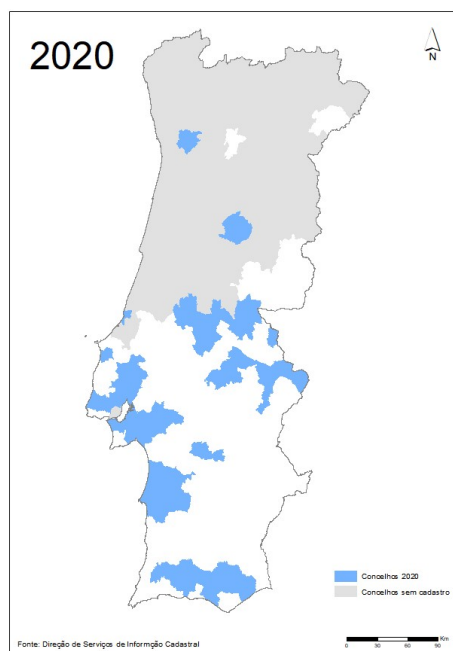 2020
N
Concelhos 2020
Concelhos sem cadastro
Fonte: Direção de Serviços de Informção Cadastral
Km
0 30 60 90